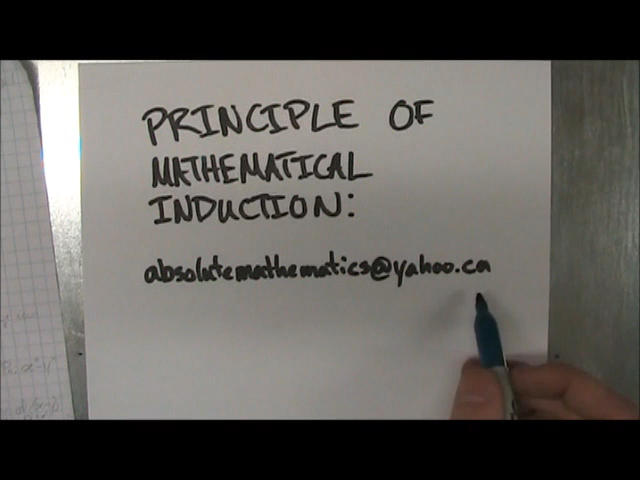 PRINCIPLE OF
MATHEMATICAL
INDUCTION:
absolutemathematics@yahoo.ca